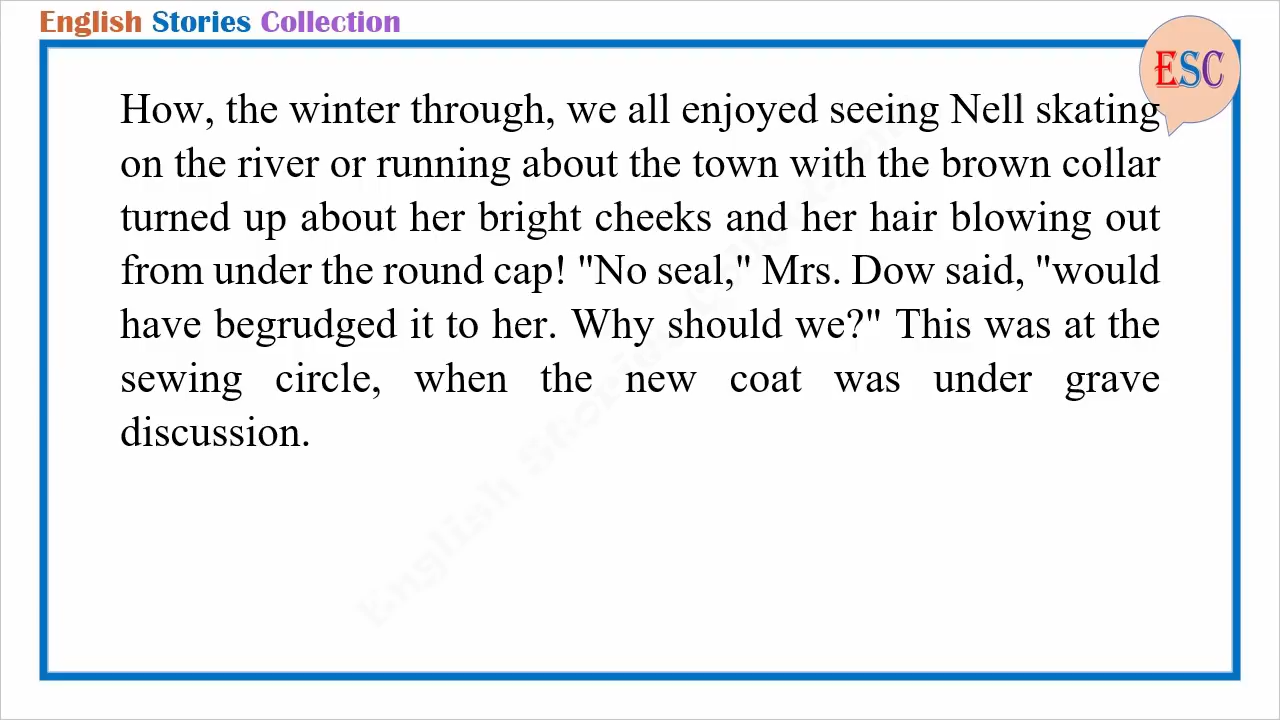 English Stories Collection
ESC
How, the winter through, we all enjoyed seeing Nell skating
on the river or running about the town with the brown collar
turned up about her bright cheeks and her hair blowing out
from under the round cap! "No seal," Mrs. Dow said, "would
have begrudged it to her. Why should we?" This was at the
sewing circle, when the new coat was under grave
discussion.